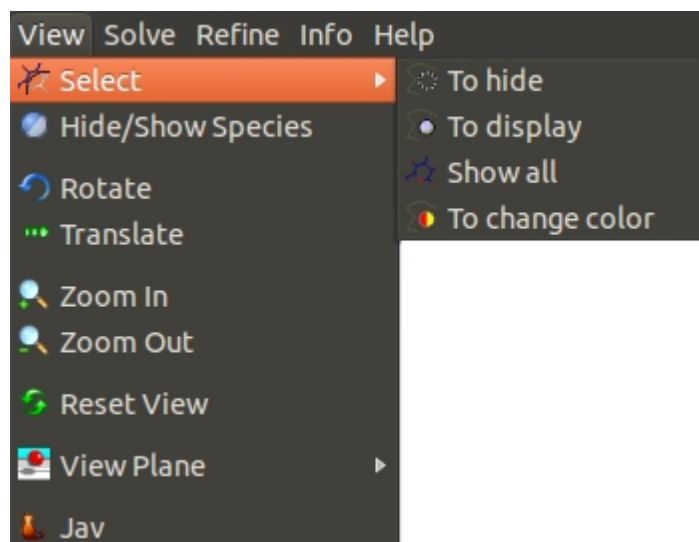 View Solve Refine Info Help
Select
Hide/Show Species
Rotate
Translate
Zoom In
Zoom Out
Reset View
View Plane
Jav
To hide
To display
Show all
To change color